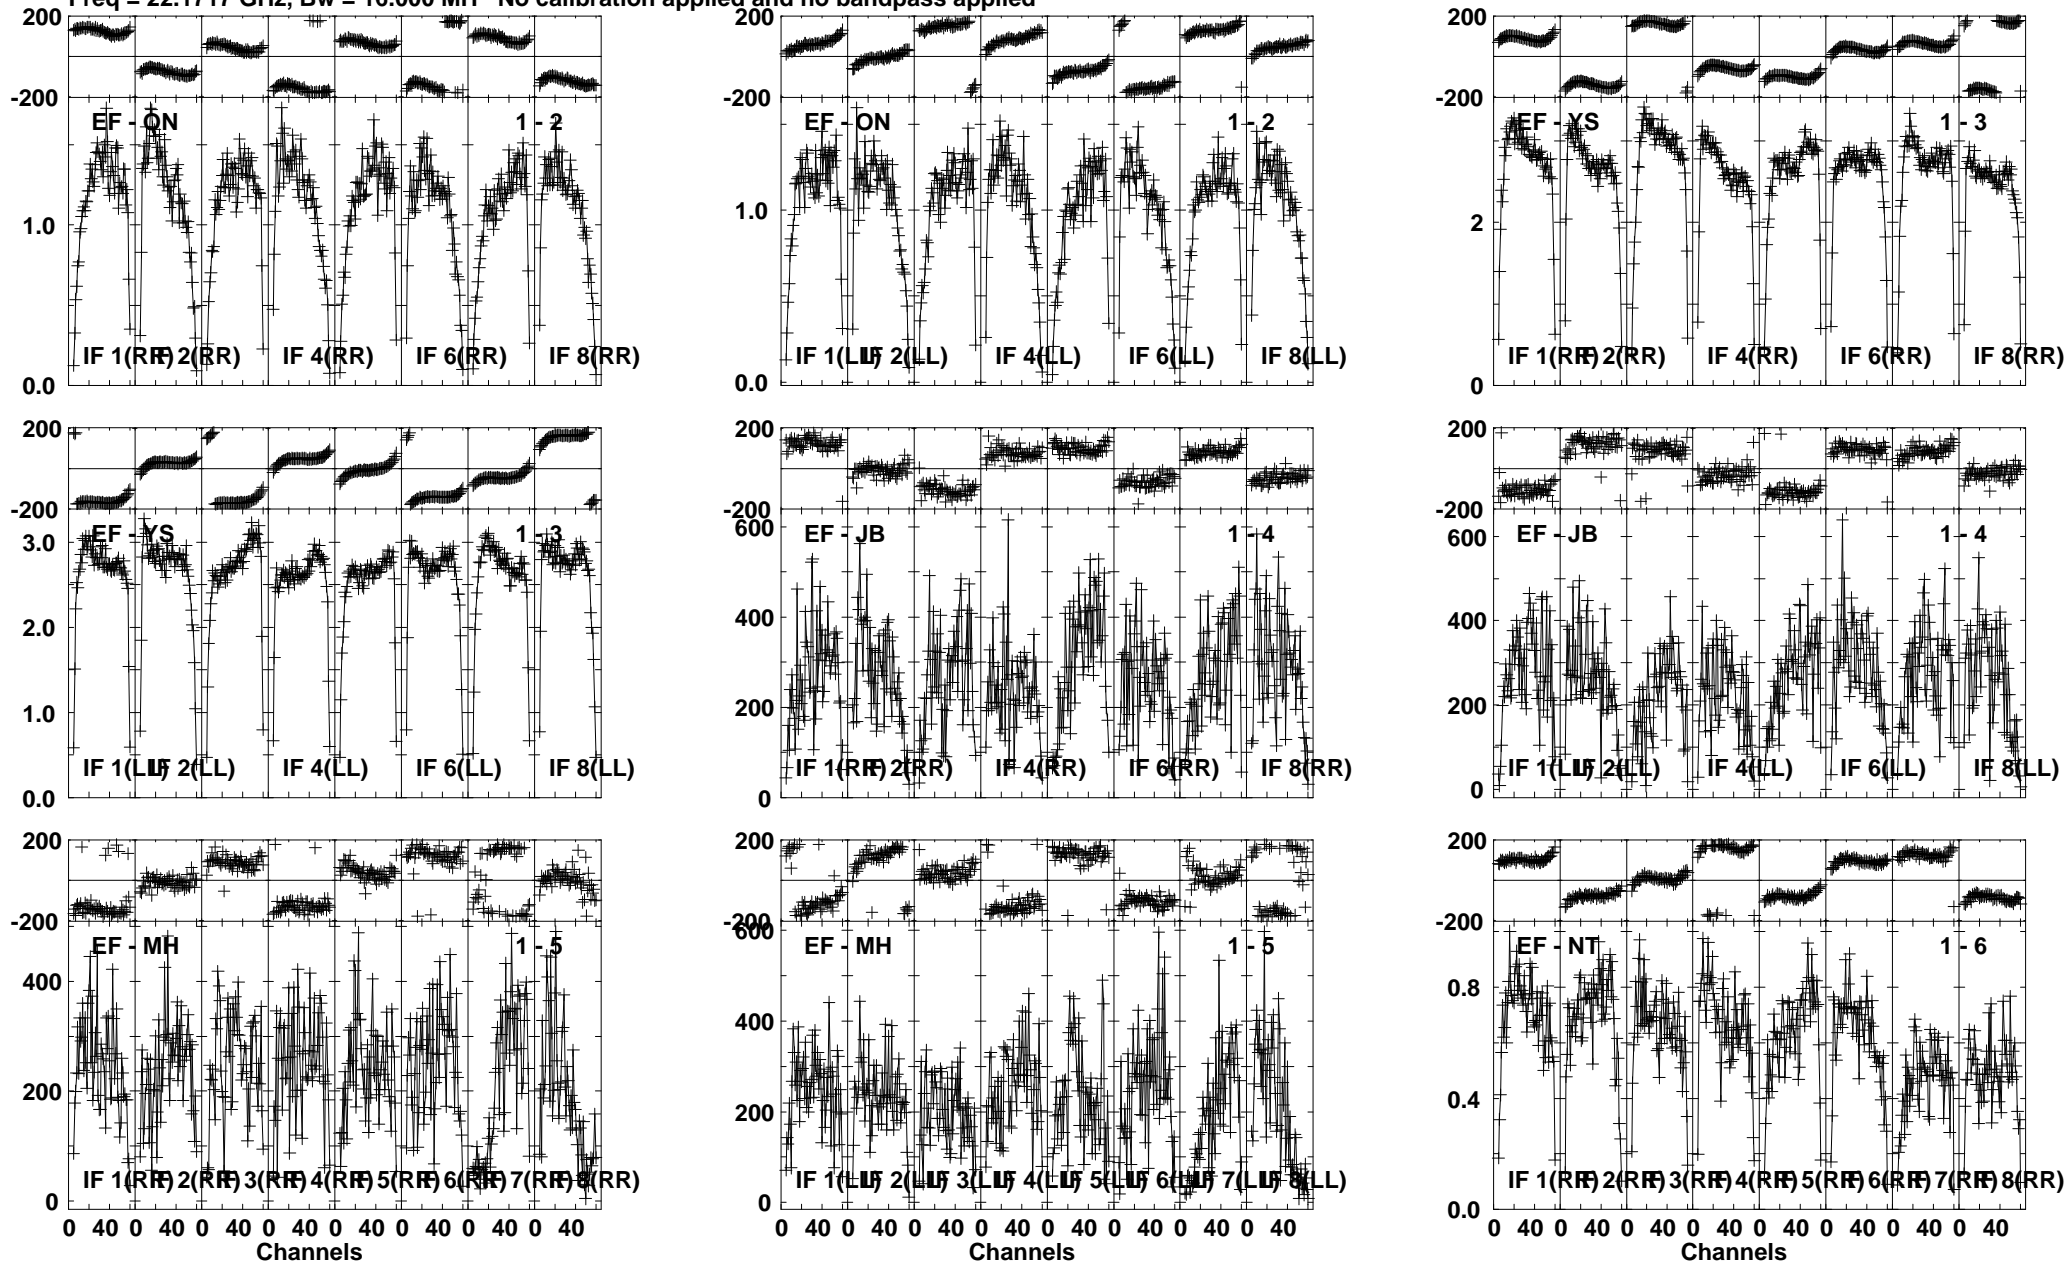 Freq = 22.1717 GHz, Bw = 16.000 MH No calibration applied and no bandpass applied
200
-200
EF - ON 1 - 2
1.0
0.0
IF 1(RR) IF 2(RR) IF 4(RR) IF 6(RR) IF 8(RR)
200
-200
EF - ON 1 - 2
1.0
0.0
IF 1(LL) IF 2(LL) IF 4(LL) IF 6(LL) IF 8(LL)
200
-200
EF - YS 1 - 3
2
0
IF 1(RR) IF 2(RR) IF 4(RR) IF 6(RR) IF 8(RR)
200
-200
EF - YS 1 - 3
3.0
2.0
1.0
0.0
IF 1(LL) IF 2(LL) IF 4(LL) IF 6(LL) IF 8(LL)
200
-200
EF - JB 1 - 4
600
400
200
0
IF 1(RR) IF 2(RR) IF 4(RR) IF 6(RR) IF 8(RR)
200
-200
EF - JB 1 - 4
600
400
200
0
IF 1(LL) IF 2(LL) IF 4(LL) IF 6(LL) IF 8(LL)
200
-200
EF - MH 1 - 5
400
200
0
IF 1(RR) IF 2(RR) IF 3(RR) IF 4(RR) IF 5(RR) IF 6(RR) IF 7(RR) IF 8(RR)
0 40 0 40 0 40 0 40 0 40 0 40 0 40 0 40
Channels
200
-200
EF - MH 1 - 5
600
400
200
0
IF 1(LL) IF 2(LL) IF 3(LL) IF 4(LL) IF 5(LL) IF 6(LL) IF 7(LL) IF 8(LL)
0 40 0 40 0 40 0 40 0 40 0 40 0 40 0 40
Channels
200
-200
EF - NT 1 - 6
0.8
0.4
0.0
IF 1(RR) IF 2(RR) IF 3(RR) IF 4(RR) IF 5(RR) IF 6(RR) IF 7(RR) IF 8(RR)
0 40 0 40 0 40 0 40 0 40 0 40 0 40 0 40
Channels